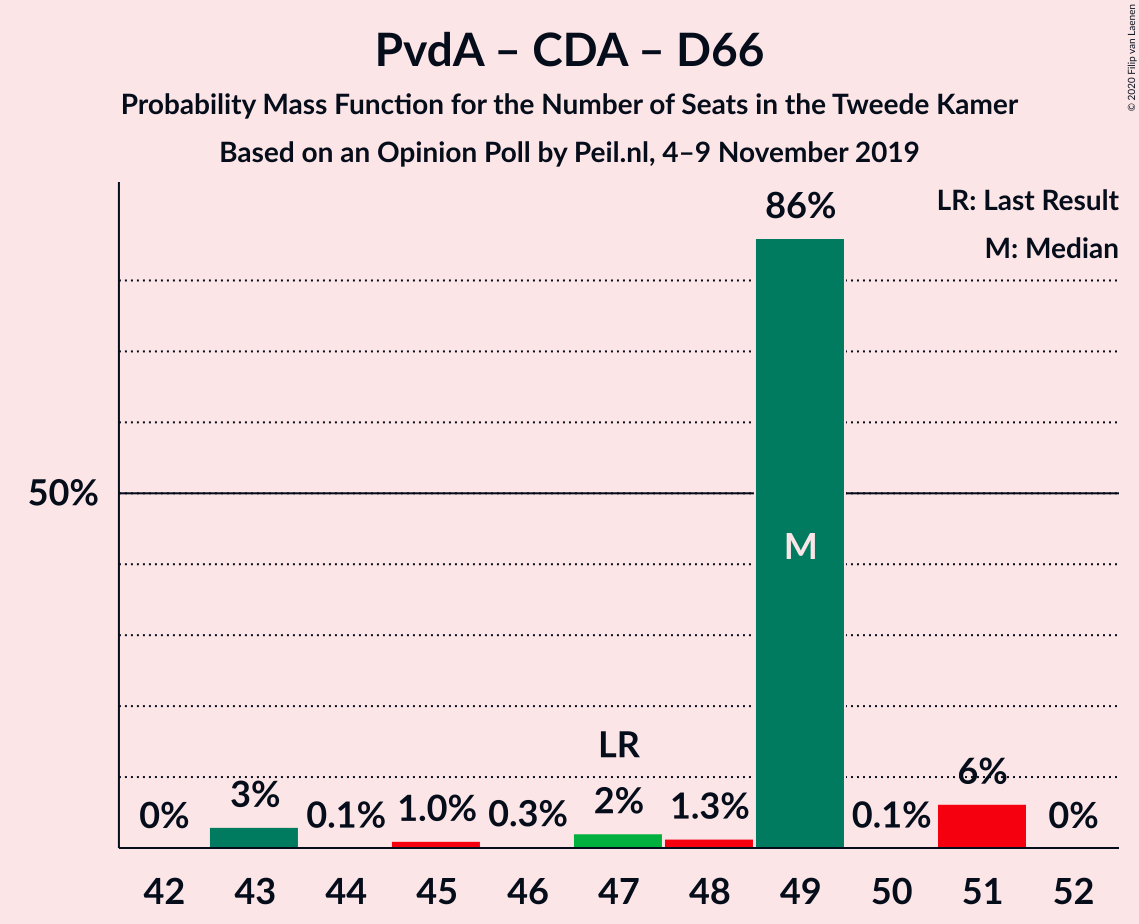 PvdA – CDA – D66
Probability Mass Function for the Number of Seats in the Tweede Kamer
Based on an Opinion Poll by Peil.nl, 4–9 November 2019
© 2020 Filip van Laenen
LR: Last Result
M: Median
86%
50%
M
LR
0% 3% 0.1% 1.0% 0.3% 2% 1.3% 0.1% 6% 0%
42 43 44 45 46 47 48 49 50 51 52